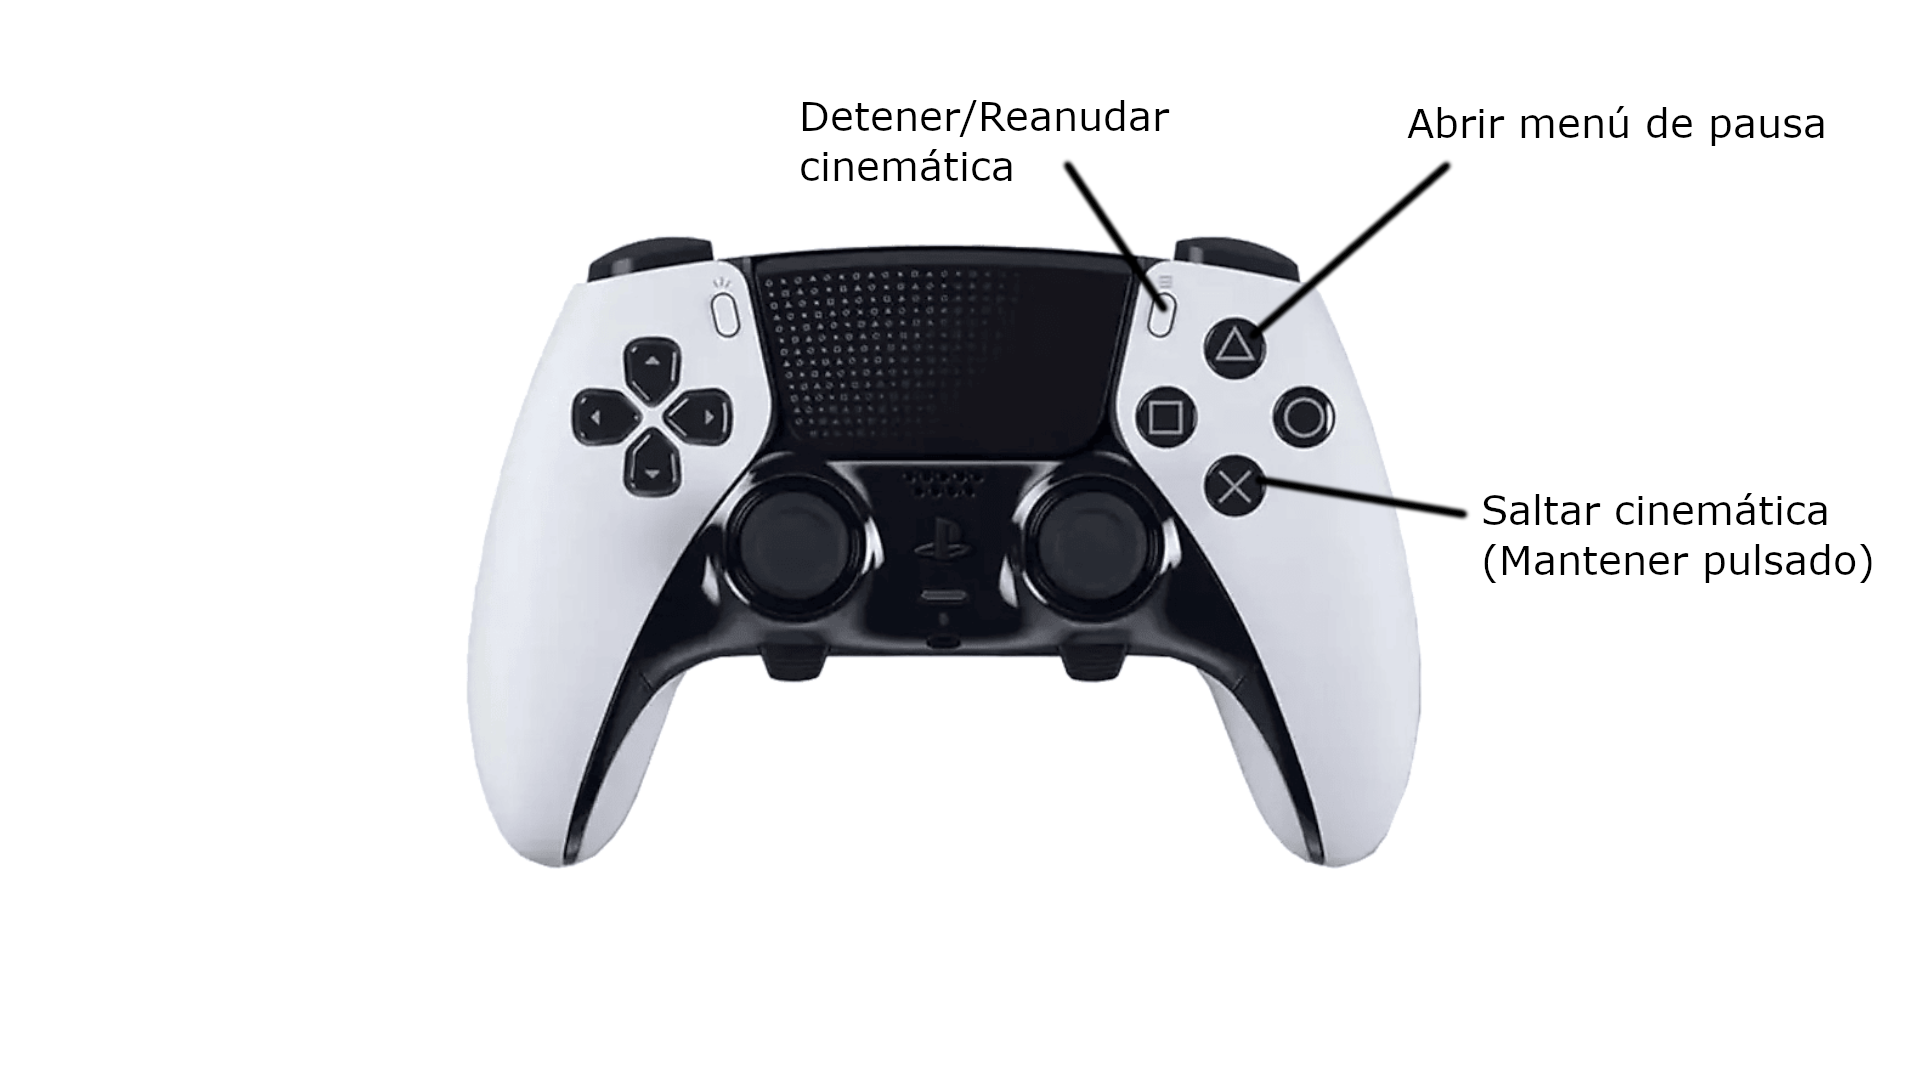 Detener/Reanudar
cinemática
Abrir menú de pausa
Saltar cinemática
(Mantener pulsado)